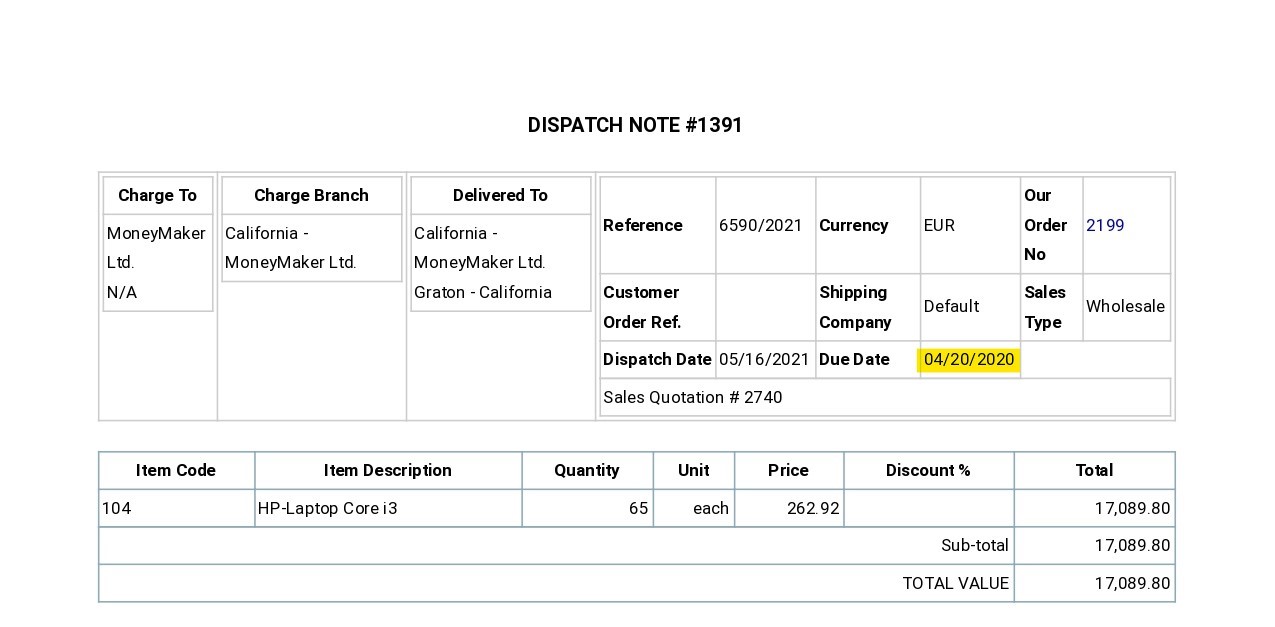 DISPATCH NOTE #1391
Charge To
MoneyMaker
Ltd.
N/A
Charge Branch
California -
MoneyMaker Ltd.
Delivered To
California -
MoneyMaker Ltd.
Graton - California
Reference 6590/2021 Currency EUR Our Order No 2199
Customer Order Ref. Shipping Company Default Sales Type Wholesale
Dispatch Date 05/16/2021 Due Date 04/20/2020
Sales Quotation # 2740
Item Code Item Description Quantity Unit Price Discount % Total
104 HP-Laptop Core i3 65 each 262.92 17,089.80
Sub-total 17,089.80
TOTAL VALUE 17,089.80